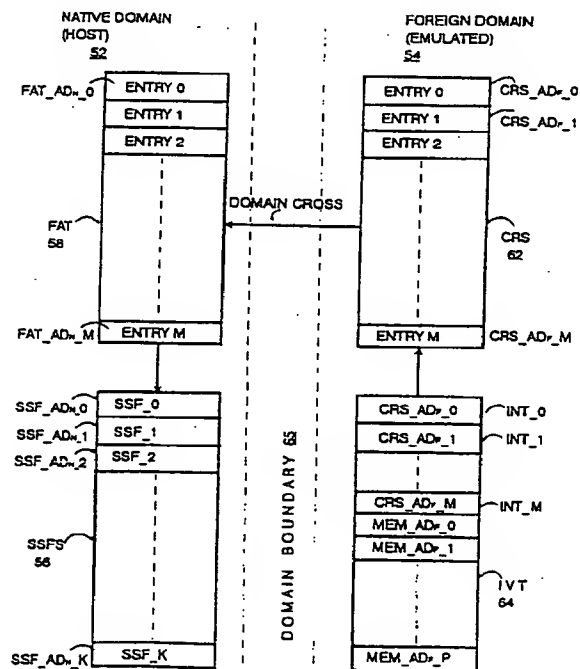 NATIVE DOMAIN
(HOST)
52
FOREIGN DOMAIN
(EMULATED)
54
FAT_ADN_0
ENTRY 0
ENTRY 1
ENTRY 2
FAT
58
FAT_ADN_M
ENTRY M
DOMAIN CROSS
ENTRY 0
CRS_ADF_0
ENTRY 1
CRS_ADF_1
ENTRY 2
CRS
62
ENTRY M
CRS_ADF_M
SSF_ADN_0
SSF_0
SSF_ADN_1
SSF_1
SSF_ADN_2
SSF_2
SSFS
56
SSF_ADN_K
SSF_K
DOMAIN BOUNDARY 65
CRS_ADF_0
INT_0
CRS_ADF_1
INT_1
CRS_ADF_M
INT_M
MEM_ADF_0
MEM_ADF_1
IVT
64
MEM_ADF_P